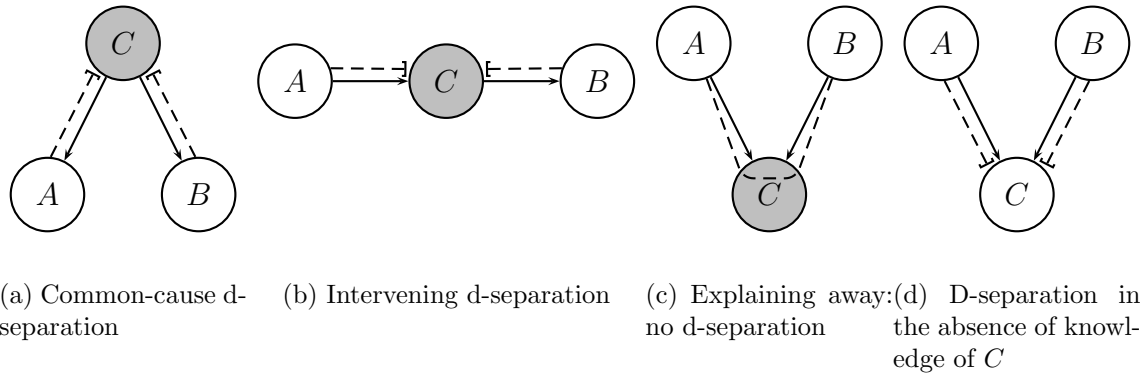 C
A
B
A
C
B
A
B
C
A
B
C
(a) Common-cause d-
separation
(b) Intervening d-separation
(c) Explaining away:
no d-separation
(d) D-separation in
the absence of knowl-
edge of C